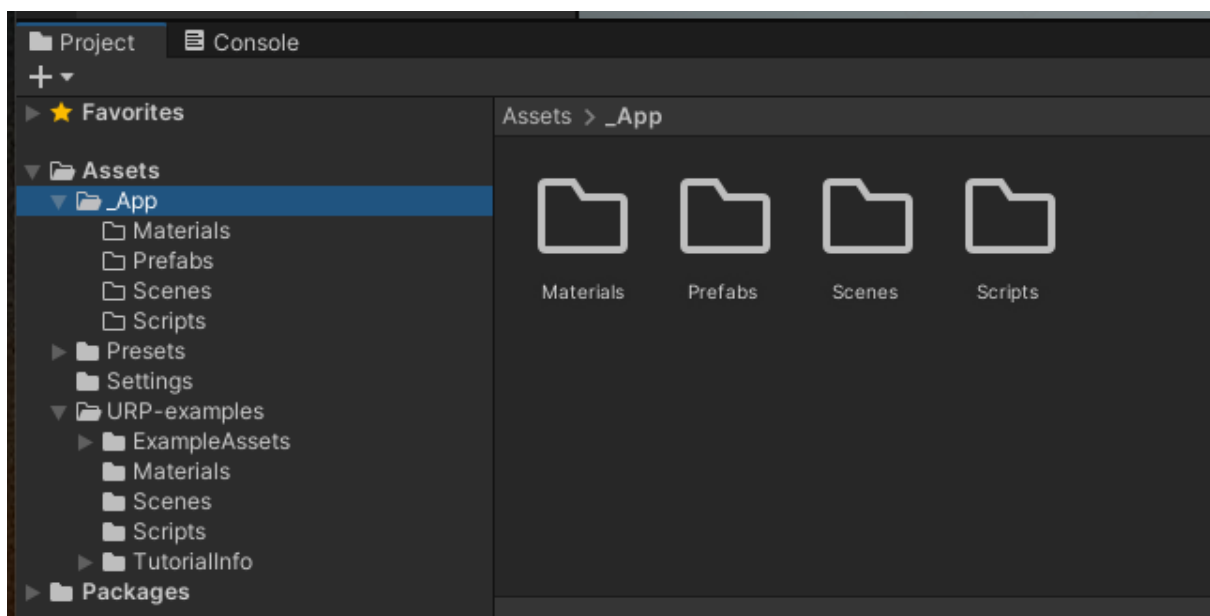 Project
Console
Favorites
Assets
_App
Materials
Prefabs
Scenes
Scripts
Presets
Settings
URP-examples
ExampleAssets
Materials
Scenes
Scripts
TutorialInfo
Packages
Assets > _App
Materials
Prefabs
Scenes
Scripts